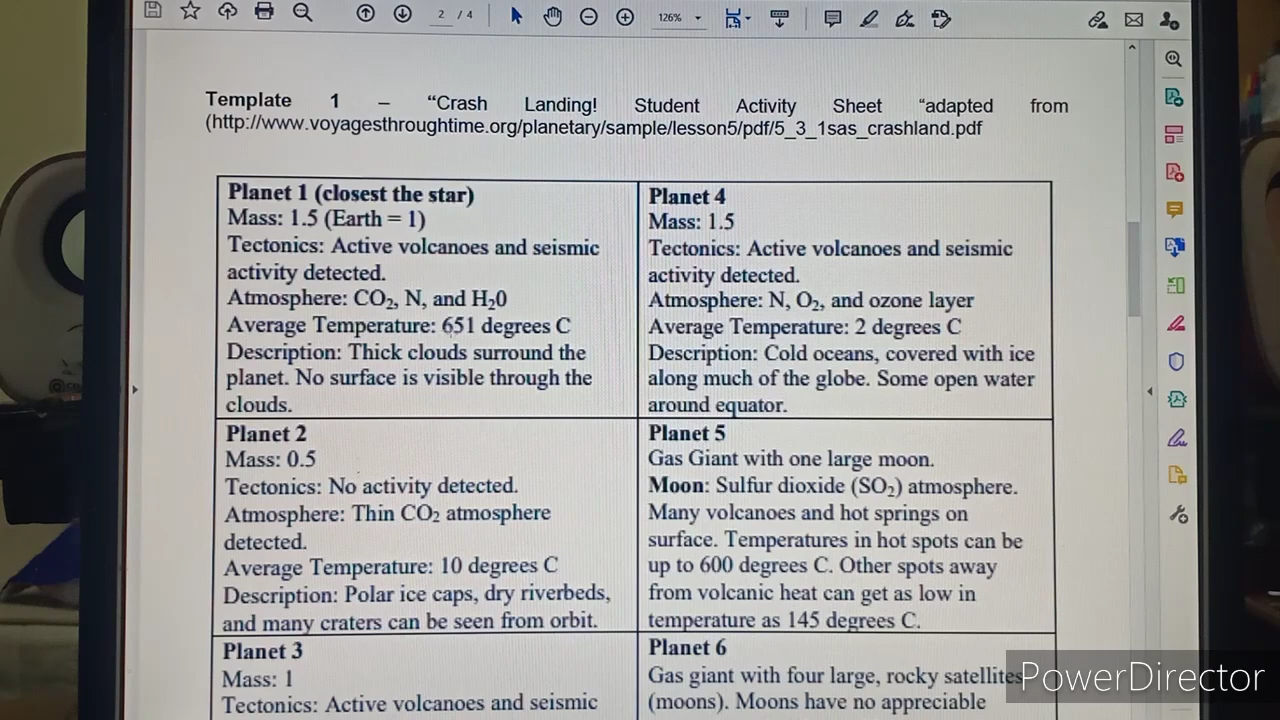 2 / 4
126%
Template 1 – “Crash Landing! Student Activity Sheet “adapted from
(http://www.voyagesthroughtime.org/planetary/sample/lesson5/pdf/5_3_1sas_crashland.pdf
Planet 1 (closest the star)
Mass: 1.5 (Earth = 1)
Tectonics: Active volcanoes and seismic
activity detected.
Atmosphere: CO₂, N, and H₂0
Average Temperature: 651 degrees C
Description: Thick clouds surround the
planet. No surface is visible through the
clouds.
Planet 4
Mass: 1.5
Tectonics: Active volcanoes and seismic
activity detected.
Atmosphere: N, O₂, and ozone layer
Average Temperature: 2 degrees C
Description: Cold oceans, covered with ice
along much of the globe. Some open water
around equator.
Planet 2
Mass: 0.5
Tectonics: No activity detected.
Atmosphere: Thin CO₂ atmosphere
detected.
Average Temperature: 10 degrees C
Description: Polar ice caps, dry riverbeds,
and many craters can be seen from orbit.
Planet 5
Gas Giant with one large moon.
Moon: Sulfur dioxide (SO₂) atmosphere.
Many volcanoes and hot springs on
surface. Temperatures in hot spots can be
up to 600 degrees C. Other spots away
from volcanic heat can get as low in
temperature as 145 degrees C.
Planet 3
Mass: 1
Tectonics: Active volcanoes and seismic
Planet 6
Gas giant with four large, rocky satellites
(moons). Moons have no appreciable
PowerDirector